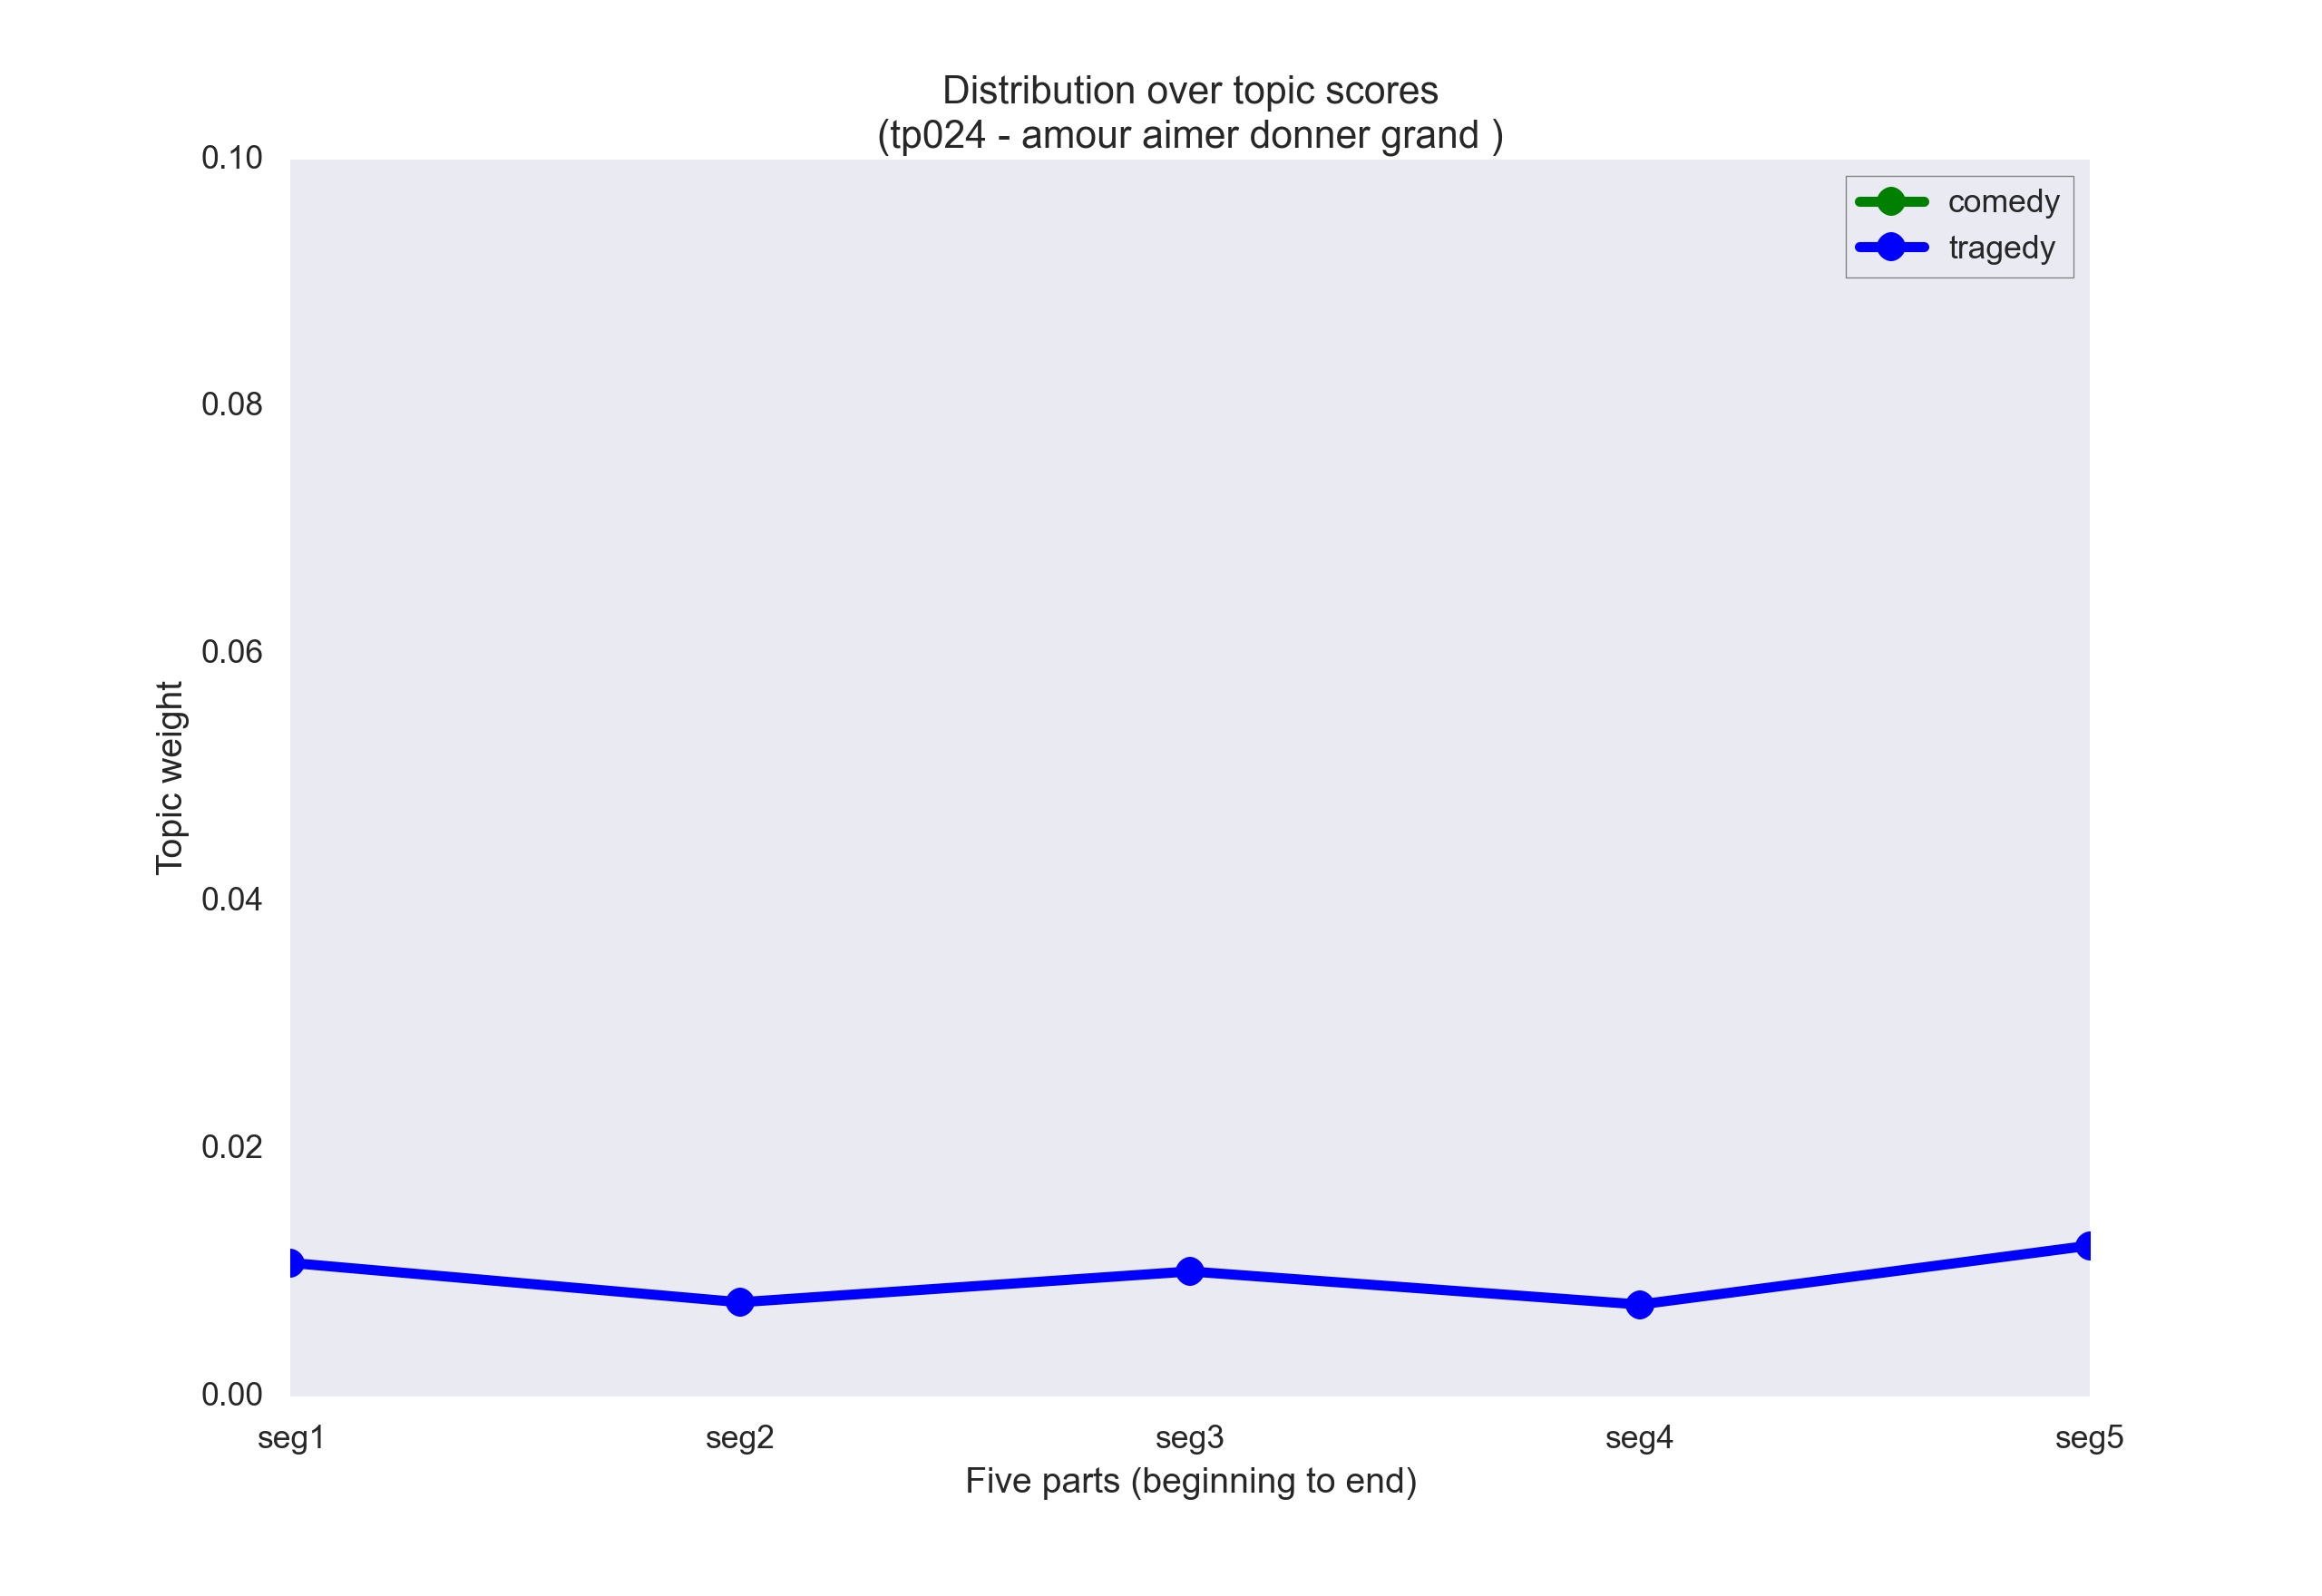 Distribution over topic scores
(tp024 - amour aimer donner grand )
0.10
0.08
0.06
0.04
0.02
0.00
Topic weight
comedy
tragedy
seg1 seg2 seg3 seg4 seg5
Five parts (beginning to end)